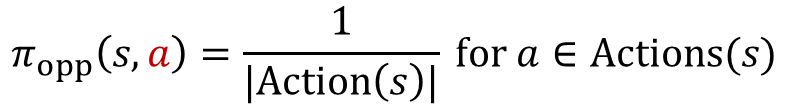 π_opp(s, a) = 1 / |Action(s)| for a ∈ Actions(s)